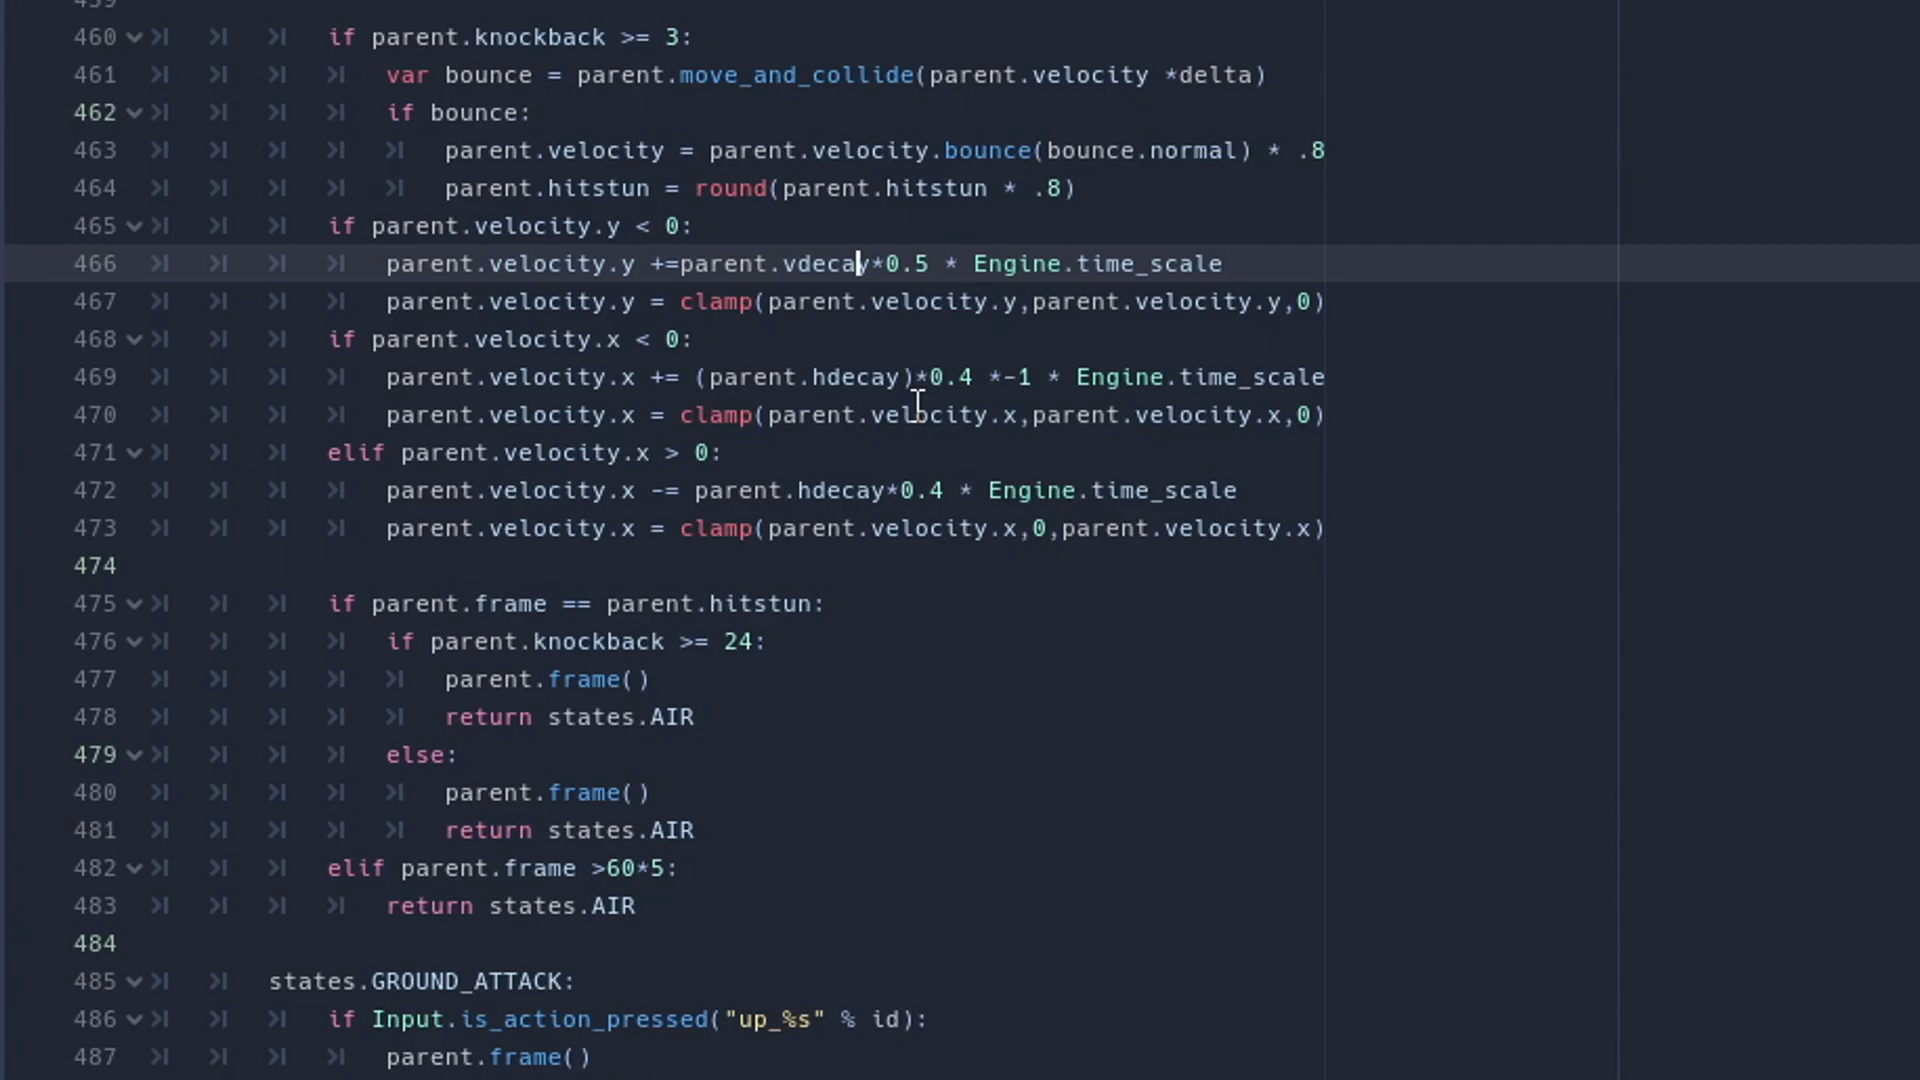 459
460 if parent.knockback >= 3:
461 var bounce = parent.move_and_collide(parent.velocity *delta)
462 if bounce:
463 parent.velocity = parent.velocity.bounce(bounce.normal) * .8
464 parent.hitstun = round(parent.hitstun * .8)
465 if parent.velocity.y < 0:
466 parent.velocity.y +=parent.vdecay*0.5 * Engine.time_scale
467 parent.velocity.y = clamp(parent.velocity.y,parent.velocity.y,0)
468 if parent.velocity.x < 0:
469 parent.velocity.x += (parent.hdecay)*0.4 *-1 * Engine.time_scale
470 parent.velocity.x = clamp(parent.velocity.x,parent.velocity.x,0)
471 elif parent.velocity.x > 0:
472 parent.velocity.x -= parent.hdecay*0.4 * Engine.time_scale
473 parent.velocity.x = clamp(parent.velocity.x,0,parent.velocity.x)
474
475 if parent.frame == parent.hitstun:
476 if parent.knockback >= 24:
477 parent.frame()
478 return states.AIR
479 else:
480 parent.frame()
481 return states.AIR
482 elif parent.frame >60*5:
483 return states.AIR
484
485 states.GROUND_ATTACK:
486 if Input.is_action_pressed("up_%s" % id):
487 parent.frame()